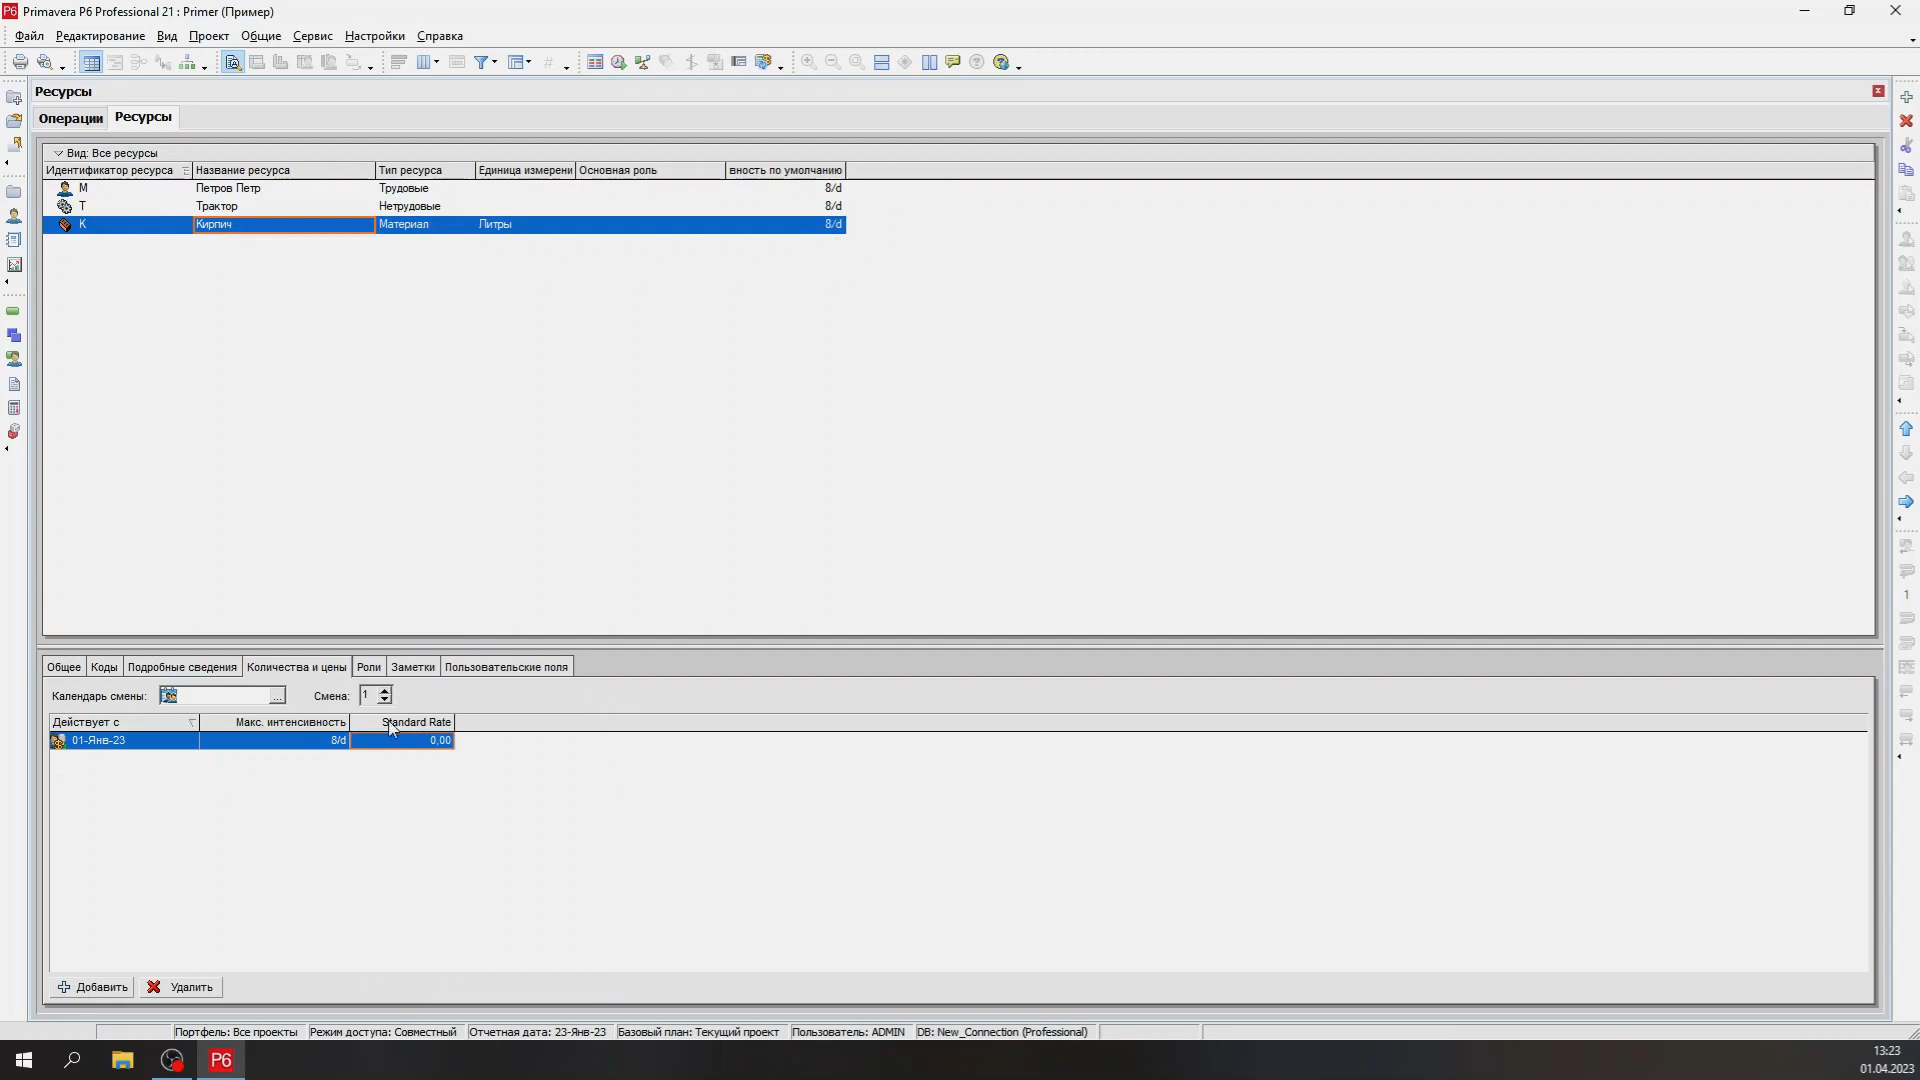 P6 Primavera P6 Professional 21 : Primer (Пример)
Файл Редактирование Вид Проект Общие Сервис Настройки Справка
Ресурсы
Операции Ресурсы
Вид: Все ресурсы
Идентификатор ресурса Название ресурса Тип ресурса Единица измерени Основная роль вность по умолчанию
М Петров Петр Трудовые 8/d
Т Трактор Нетрудовые 8/d
К Кирпич Материал Литры 8/d
1
Общее Коды Подробные сведения Количества и цены Роли Заметки Пользовательские поля
Календарь смены: ... Смена: 1
Действует с Макс. интенсивность Standard Rate
01-Янв-23 8/d 0,00
Добавить Удалить
Портфель: Все проекты Режим доступа: Совместный Отчетная дата: 23-Янв-23 Базовый план: Текущий проект Пользователь: ADMIN DB: New_Connection (Professional)
P6
13:23
01.04.2023